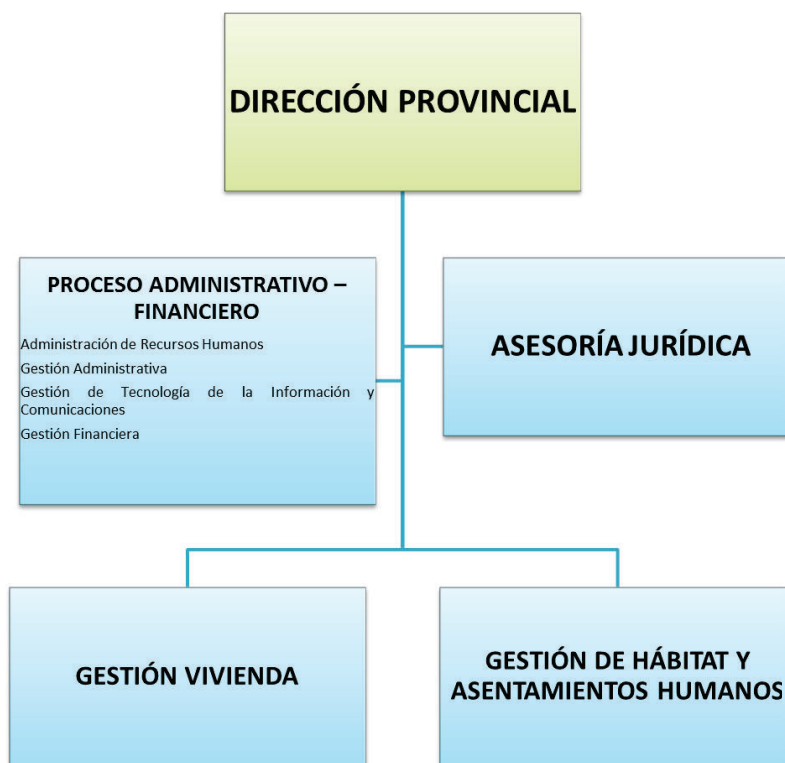 DIRECCIÓN PROVINCIAL
PROCESO ADMINISTRATIVO –
FINANCIERO
Administración de Recursos Humanos
Gestión Administrativa
Gestión de Tecnología de la Información y
Comunicaciones
Gestión Financiera
ASESORÍA JURÍDICA
GESTIÓN VIVIENDA
GESTIÓN DE HÁBITAT Y
ASENTAMIENTOS HUMANOS